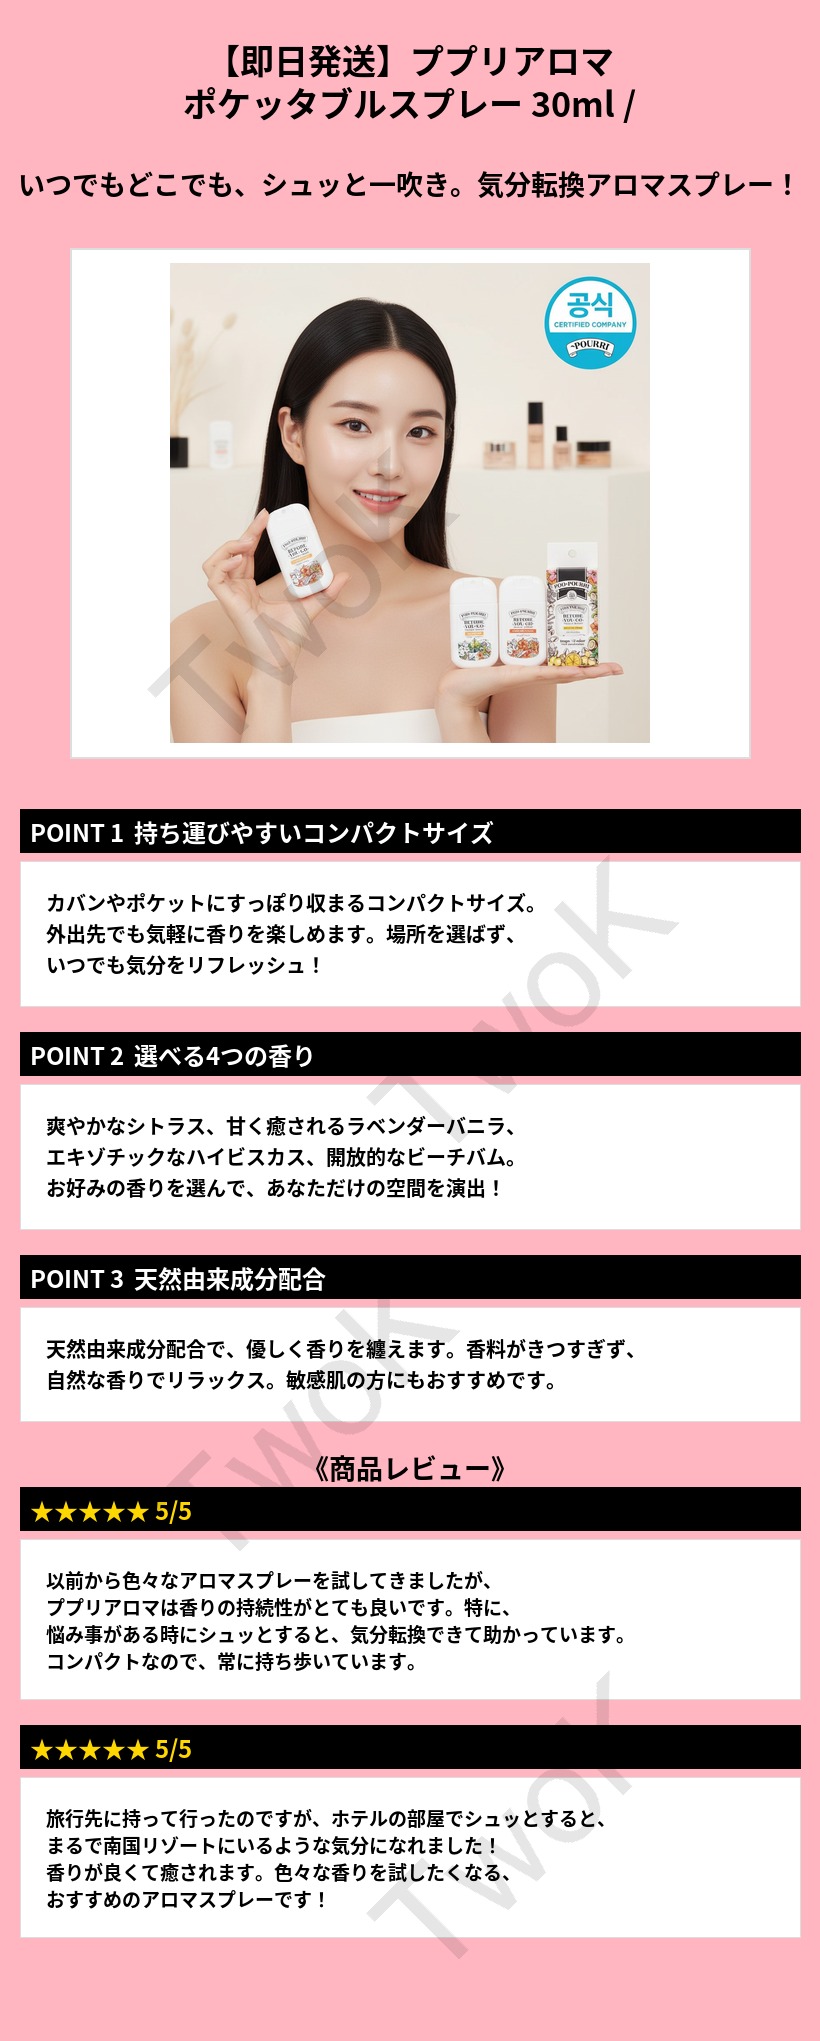 【即日発送】ププリアロマ
ポケッタブルスプレー 30ml /
いつでもどこでも、シュッと一吹き。気分転換アロマスプレー！
공식
CERTIFIED COMPANY
~POURRI
BEFORE
·YOU·GO·
POO~POURRI
BEFORE
·YOU·GO·
POO~POURRI
BEFORE
·YOU·GO·
POO~POURRI
BEFORE
·YOU·GO·
TwoK
POINT 1 持ち運びやすいコンパクトサイズ
カバンやポケットにすっぽり収まるコンパクトサイズ。
外出先でも気軽に香りを楽しめます。場所を選ばず、
いつでも気分をリフレッシュ！
TwoK
POINT 2 選べる4つの香り
爽やかなシトラス、甘く癒されるラベンダーバニラ、
エキゾチックなハイビスカス、開放的なビーチバム。
お好みの香りを選んで、あなただけの空間を演出！
POINT 3 天然由来成分配合
天然由来成分配合で、優しく香りを纏えます。香料がきつすぎず、
自然な香りでリラックス。敏感肌の方にもおすすめです。
TwoK
《商品レビュー》
★★★★★ 5/5
以前から色々なアロマスプレーを試してきましたが、
ププリアロマは香りの持続性がとても良いです。特に、
悩み事がある時にシュッとすると、気分転換できて助かっています。
コンパクトなので、常に持ち歩いています。
★★★★★ 5/5
旅行先に持って行ったのですが、ホテルの部屋でシュッとすると、
まるで南国リゾートにいるような気分になれました！
香りが良くて癒されます。色々な香りを試したくなる、
おすすめのアロマスプレーです！
TwoK